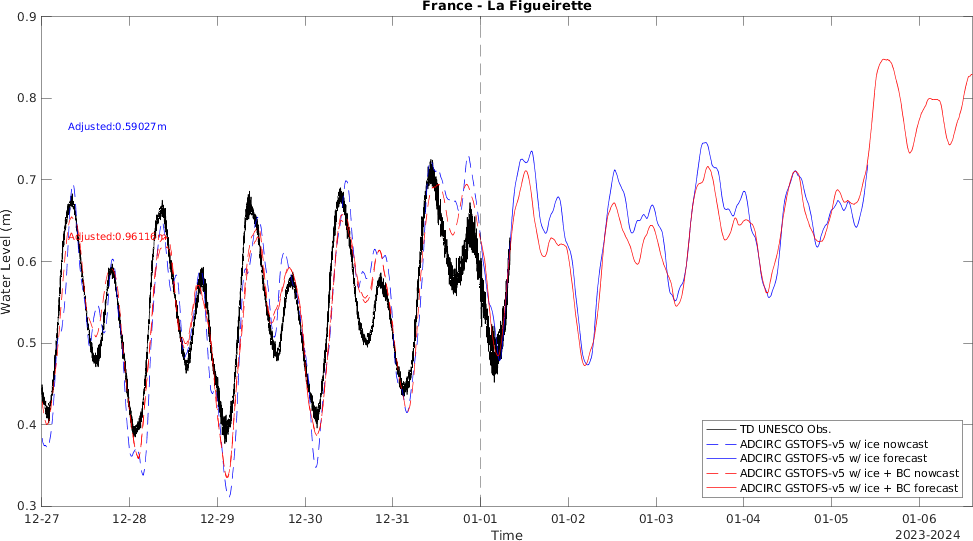 France - La Figueirette
0.9
0.8
0.7
0.6
0.5
0.4
0.3
Water Level (m)
Adjusted:0.59027m
Adjusted:0.96116m
TD UNESCO Obs.
ADCIRC GSTOFS-v5 w/ ice nowcast
ADCIRC GSTOFS-v5 w/ ice forecast
ADCIRC GSTOFS-v5 w/ ice + BC nowcast
ADCIRC GSTOFS-v5 w/ ice + BC forecast
12-27 12-28 12-29 12-30 12-31 01-01 01-02 01-03 01-04 01-05 01-06
Time
2023-2024